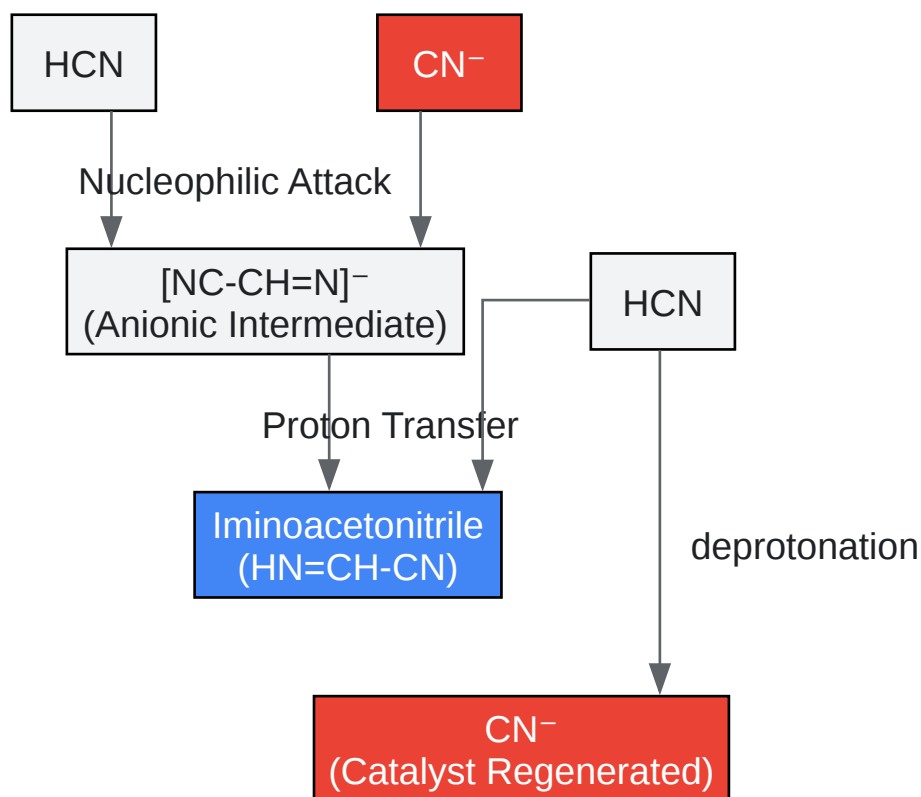 HCN
CN⁻
Nucleophilic Attack
[NC-CH=N]⁻
(Anionic Intermediate)
HCN
Proton Transfer
Iminoacetonitrile
(HN=CH-CN)
deprotonation
CN⁻
(Catalyst Regenerated)